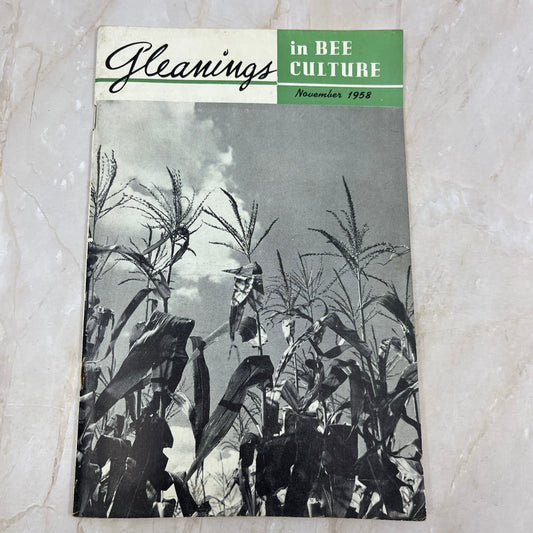 Gleanings
in BEE
CULTURE
November 1958